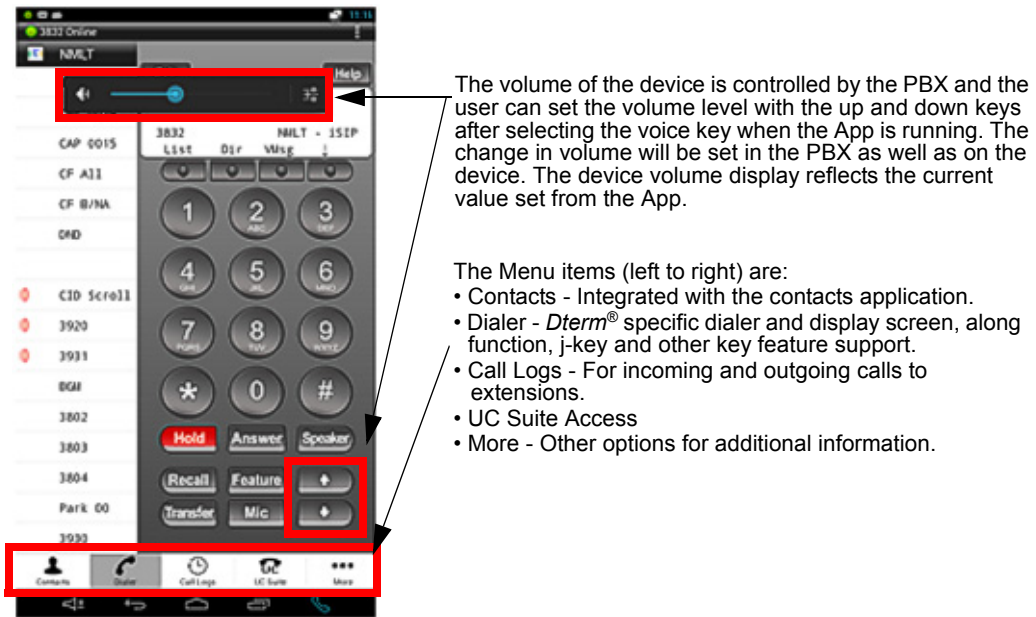 11:15
3832 Online
NMLT
Help
CAP 0015
3832 NMLT - iSIP
List Dir VMsg ↓
CF All
CF B/NA
DND
CID Scroll
3920
3931
BGM
3802
3803
3804
Park 00
3930
1
2
ABC
3
DEF
4
GHI
5
JKL
6
MNO
7
PQRS
8
TUV
9
WXYZ
*
0
#
Hold Answer Speaker
Recall Feature
Transfer Mic
Contacts Dialer Call Logs UC Suite More
The volume of the device is controlled by the PBX and the
user can set the volume level with the up and down keys
after selecting the voice key when the App is running. The
change in volume will be set in the PBX as well as on the
device. The device volume display reflects the current
value set from the App.
The Menu items (left to right) are:
• Contacts - Integrated with the contacts application.
• Dialer - Dterm® specific dialer and display screen, along
function, j-key and other key feature support.
• Call Logs - For incoming and outgoing calls to
extensions.
• UC Suite Access
• More - Other options for additional information.